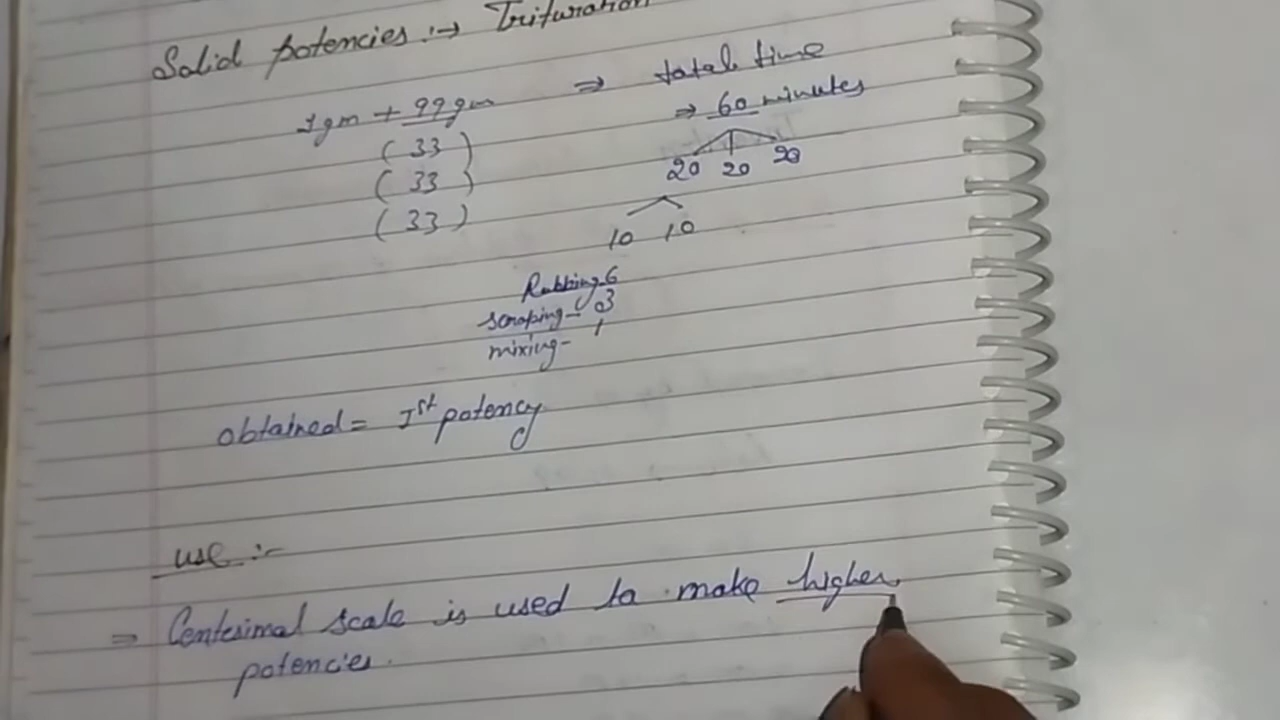 Solid potencies :→ Trituration
1gm + 99gm ⇒ total time
⇒ 60 minutes
( 33 )
( 33 )
( 33 )
20 20 20
10 10
Rubbing-6
scraping- 3
mixing- 1
obtained = Ist potency
use :-
⇒ Centesimal scale is used to make higher
potencies.